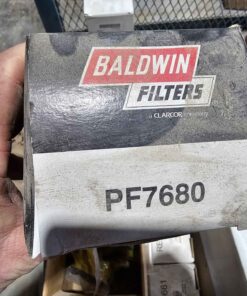 BALDWIN
FILTERS
a CLARCOR company
PF7680